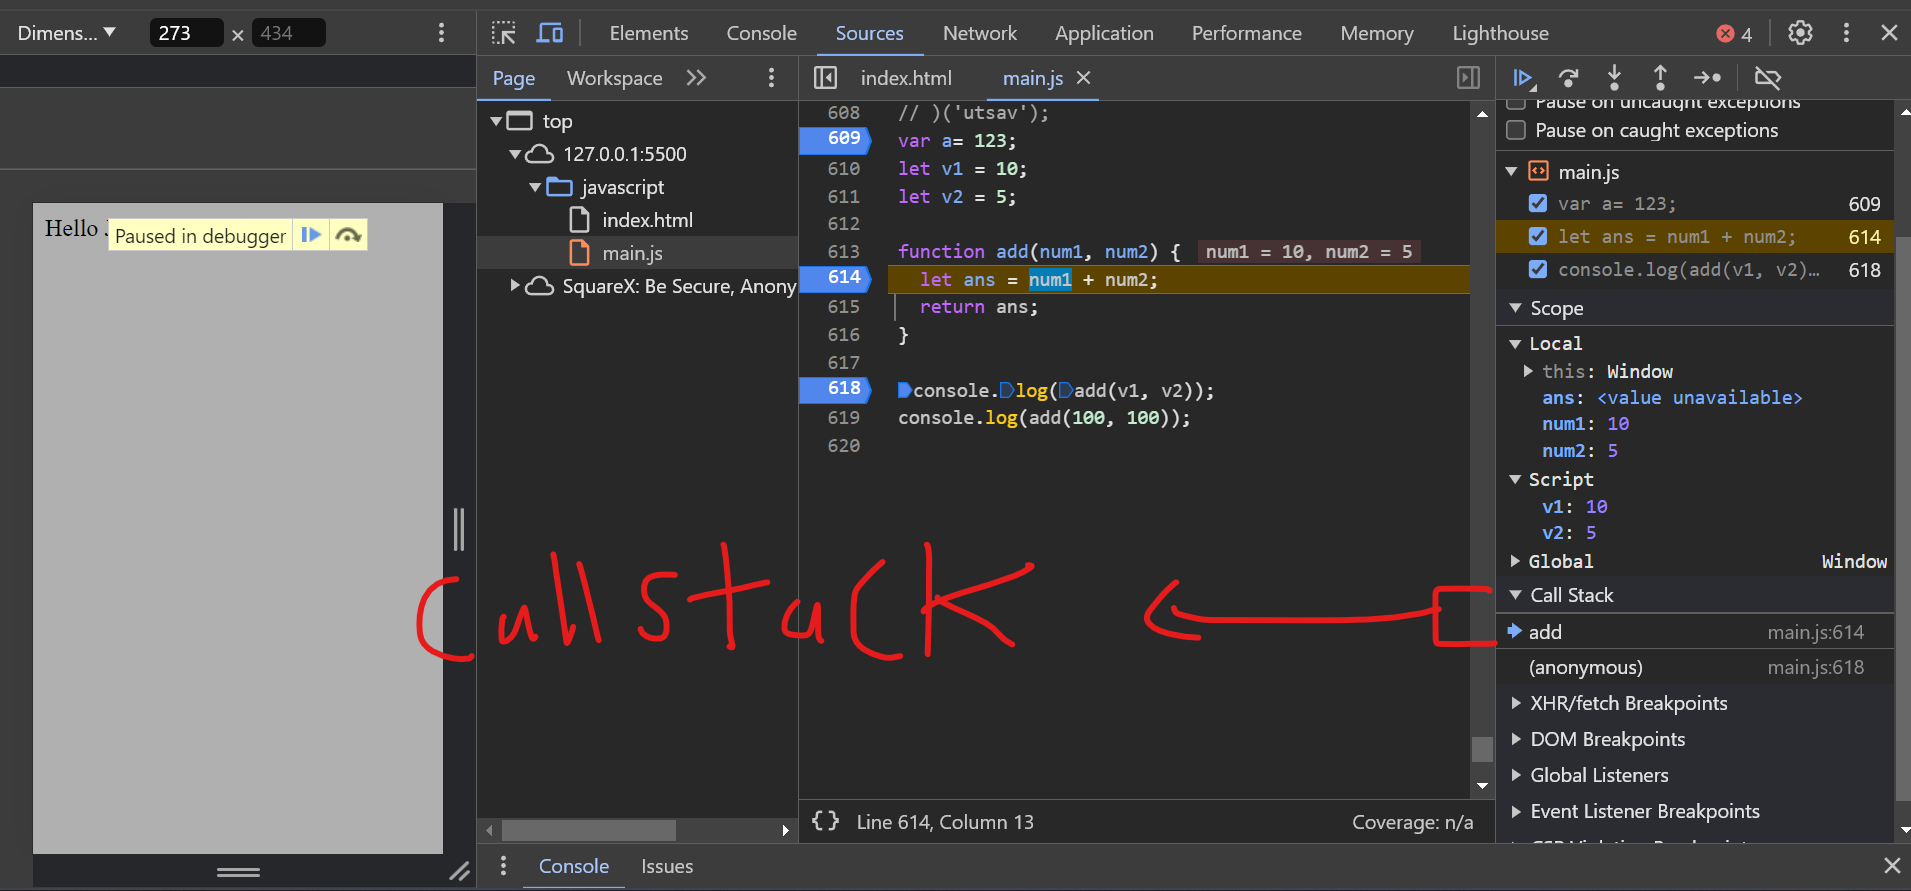 Dimens...
273 × 434
Elements Console Sources Network Application Performance Memory Lighthouse 4
Page Workspace
index.html main.js
Hello
Paused in debugger
top
127.0.0.1:5500
javascript
index.html
main.js
SquareX: Be Secure, Anony
608 // )('utsav');
609 var a= 123;
610 let v1 = 10;
611 let v2 = 5;
612
613 function add(num1, num2) { num1 = 10, num2 = 5
614 let ans = num1 + num2;
615 return ans;
616 }
617
618 console.log(add(v1, v2));
619 console.log(add(100, 100));
620
Callstack
{} Line 614, Column 13 Coverage: n/a
Pause on uncaught exceptions
Pause on caught exceptions
main.js
var a= 123; 609
let ans = num1 + num2; 614
console.log(add(v1, v2)… 618
Scope
Local
this: Window
ans: <value unavailable>
num1: 10
num2: 5
Script
v1: 10
v2: 5
Global Window
Call Stack
add main.js:614
(anonymous) main.js:618
XHR/fetch Breakpoints
DOM Breakpoints
Global Listeners
Event Listener Breakpoints
Console Issues